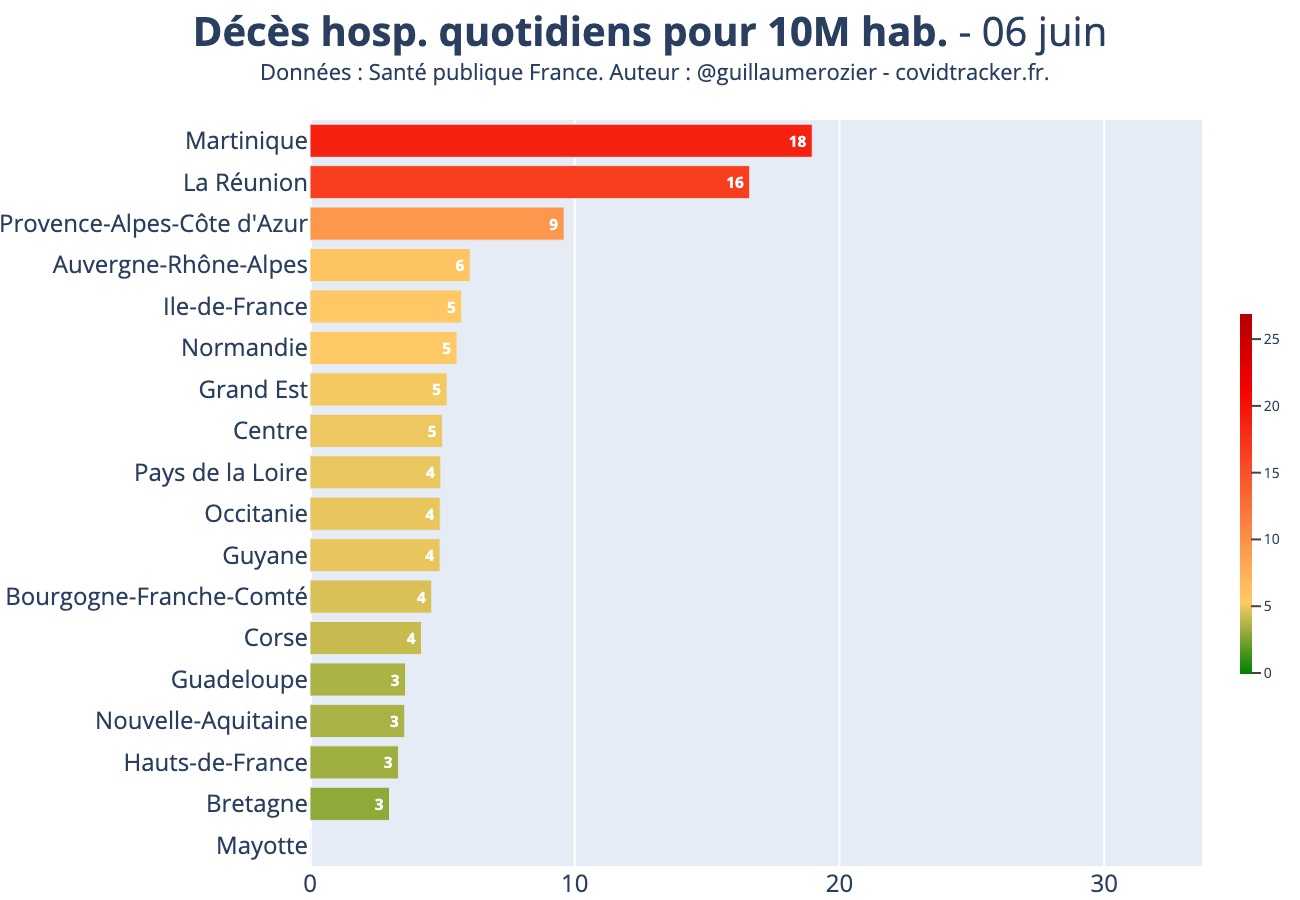 Décès hosp. quotidiens pour 10M hab. - 06 juin
Données : Santé publique France. Auteur : @guillaumerozier - covidtracker.fr.
Martinique 18
La Réunion 16
Provence-Alpes-Côte d'Azur 9
Auvergne-Rhône-Alpes 6
Ile-de-France 5
Normandie 5
Grand Est 5
Centre 5
Pays de la Loire 4
Occitanie 4
Guyane 4
Bourgogne-Franche-Comté 4
Corse 4
Guadeloupe 3
Nouvelle-Aquitaine 3
Hauts-de-France 3
Bretagne 3
Mayotte
0 10 20 30
25
20
15
10
5
0